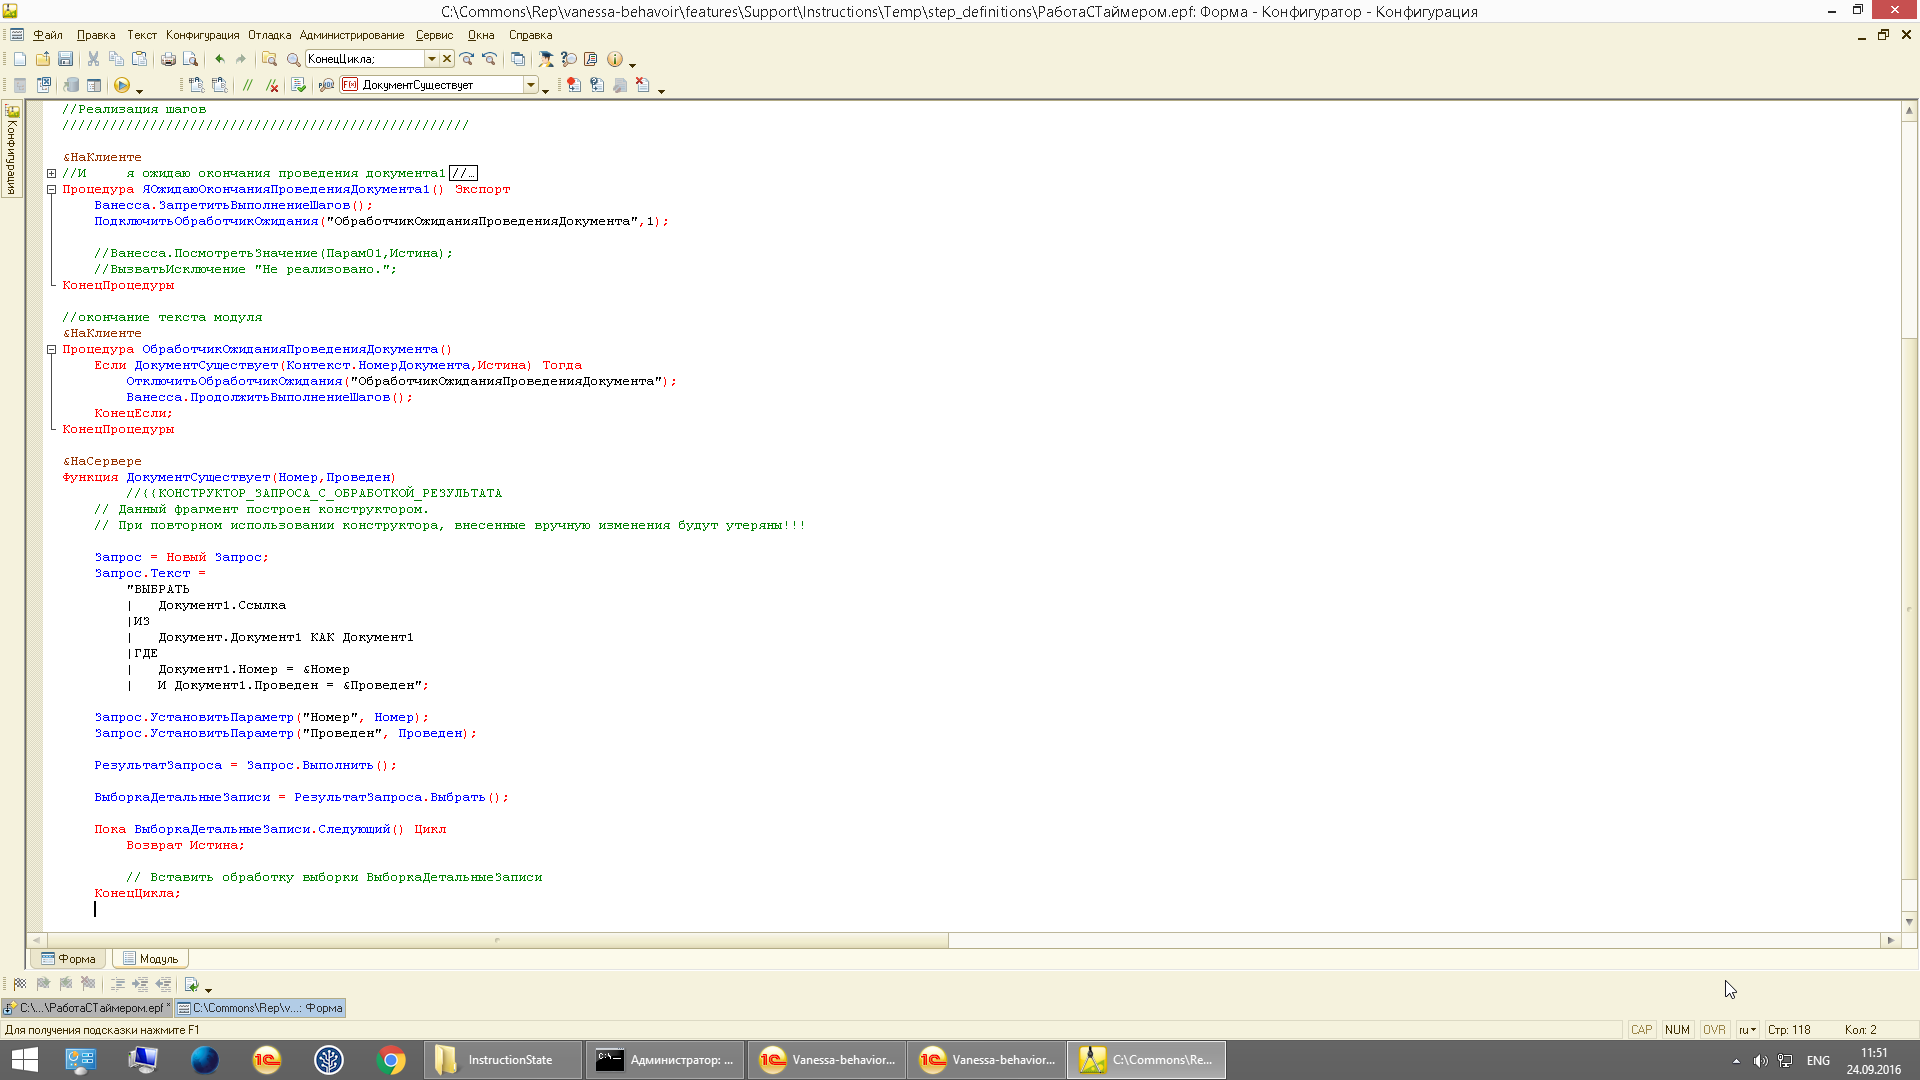 C:\Commons\Rep\vanessa-behavoir\features\Support\Instructions\Temp\step_definitions\РаботаСТаймером.epf: Форма - Конфигуратор - Конфигурация
Файл Правка Текст Конфигурация Отладка Администрирование Сервис Окна Справка
КонецЦикла;
ДокументСуществует
Конфигурация
//Реализация шагов
///////////////////////////////////////////////////
&НаКлиенте
//И     я ожидаю окончания проведения документа1 //…
Процедура ЯОжидаюОкончанияПроведенияДокумента1() Экспорт
Ванесса.ЗапретитьВыполнениеШагов();
ПодключитьОбработчикОжидания("ОбработчикОжиданияПроведенияДокумента",1);
//Ванесса.ПосмотретьЗначение(Парам01,Истина);
//ВызватьИсключение "Не реализовано.";
КонецПроцедуры
//окончание текста модуля
&НаКлиенте
Процедура ОбработчикОжиданияПроведенияДокумента()
Если ДокументСуществует(Контекст.НомерДокумента,Истина) Тогда
ОтключитьОбработчикОжидания("ОбработчикОжиданияПроведенияДокумента");
Ванесса.ПродолжитьВыполнениеШагов();
КонецЕсли;
КонецПроцедуры
&НаСервере
Функция ДокументСуществует(Номер,Проведен)
//{{КОНСТРУКТОР_ЗАПРОСА_С_ОБРАБОТКОЙ_РЕЗУЛЬТАТА
// Данный фрагмент построен конструктором.
// При повторном использовании конструктора, внесенные вручную изменения будут утеряны!!!
Запрос = Новый Запрос;
Запрос.Текст =
"ВЫБРАТЬ
|   Документ1.Ссылка
|ИЗ
|   Документ.Документ1 КАК Документ1
|ГДЕ
|   Документ1.Номер = &Номер
|   И Документ1.Проведен = &Проведен";
Запрос.УстановитьПараметр("Номер", Номер);
Запрос.УстановитьПараметр("Проведен", Проведен);
РезультатЗапроса = Запрос.Выполнить();
ВыборкаДетальныеЗаписи = РезультатЗапроса.Выбрать();
Пока ВыборкаДетальныеЗаписи.Следующий() Цикл
Возврат Истина;
// Вставить обработку выборки ВыборкаДетальныеЗаписи
КонецЦикла;
Форма Модуль
C:\...\РаботаСТаймером.epf * C:\Commons\Rep\v...: Форма
Для получения подсказки нажмите F1 CAP NUM OVR ru Стр: 118 Кол: 2
InstructionState Администратор: ... Vanessa-behavior... Vanessa-behavior... C:\Commons\Re... ENG 11:51
24.09.2016